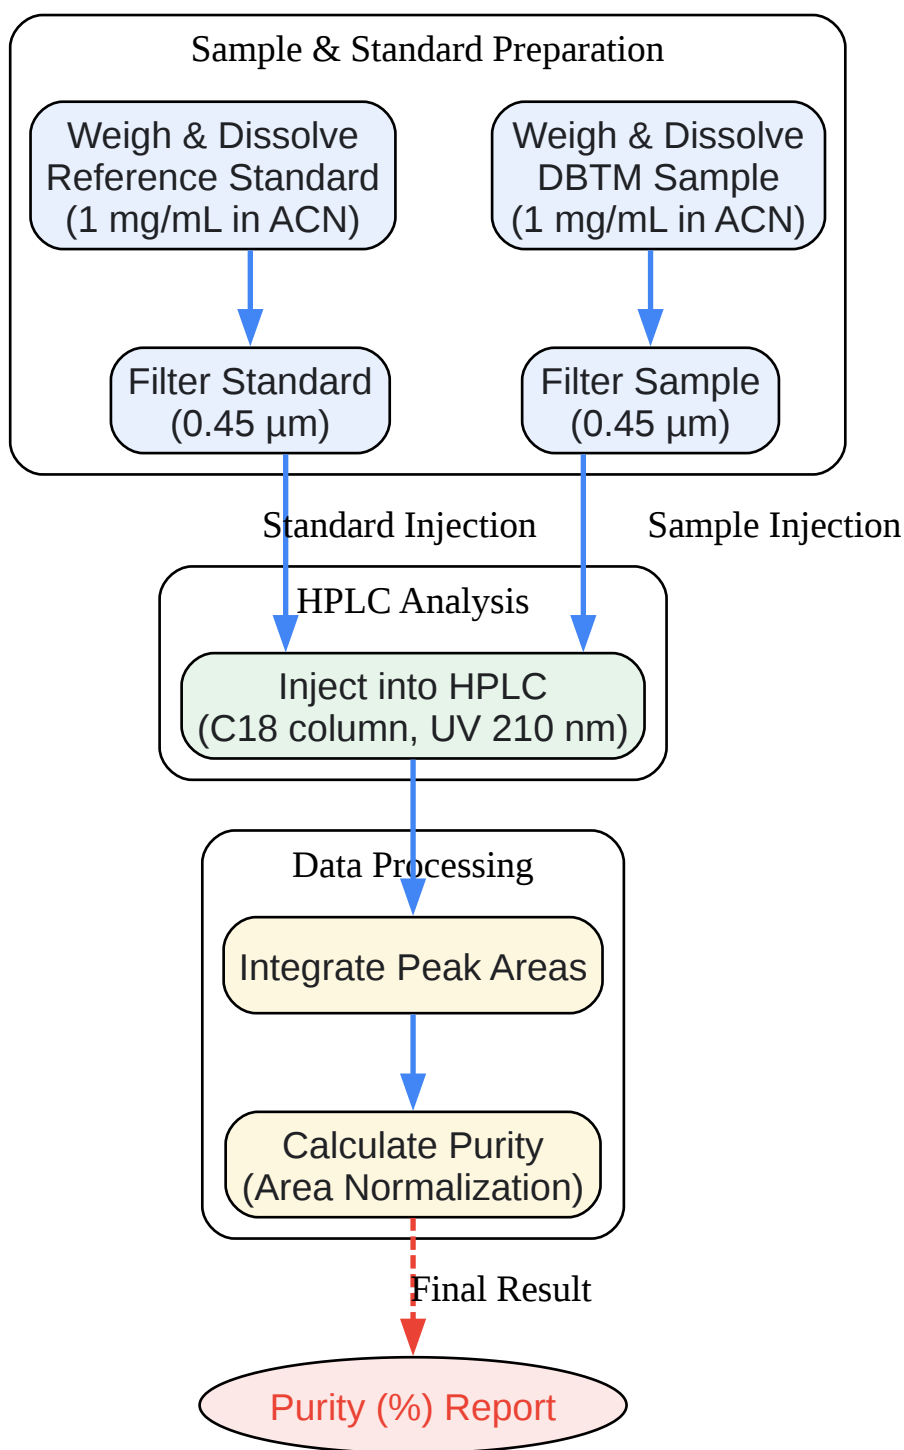 Sample & Standard Preparation
Weigh & Dissolve
Reference Standard
(1 mg/mL in ACN)
Weigh & Dissolve
DBTM Sample
(1 mg/mL in ACN)
Filter Standard
(0.45 µm)
Filter Sample
(0.45 µm)
Standard Injection
Sample Injection
HPLC Analysis
Inject into HPLC
(C18 column, UV 210 nm)
Data Processing
Integrate Peak Areas
Calculate Purity
(Area Normalization)
Final Result
Purity (%) Report